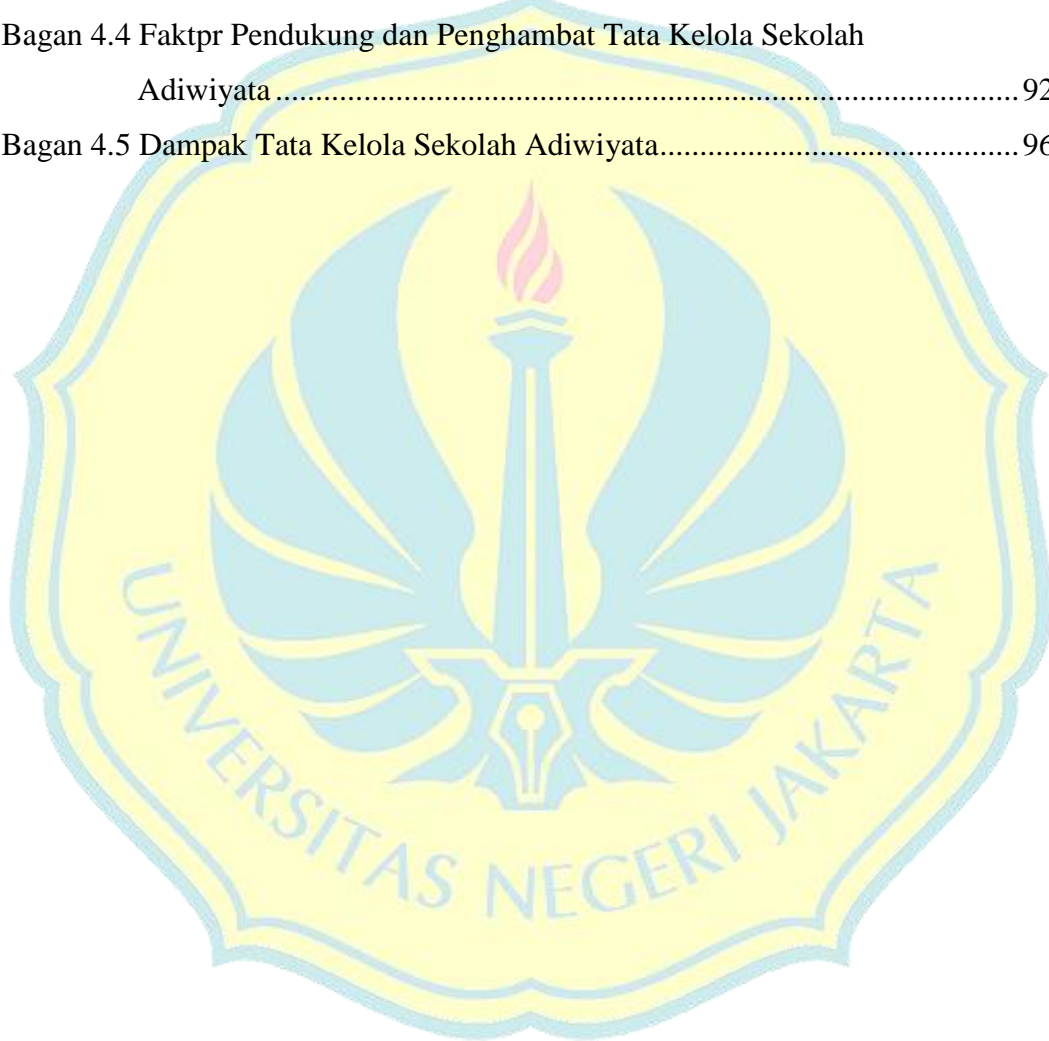 Bagan 4.4 Faktpr Pendukung dan Penghambat Tata Kelola Sekolah
Adiwiyata ............................................................................................ 92
Bagan 4.5 Dampak Tata Kelola Sekolah Adiwiyata............................................ 96
UNIVERSITAS NEGERI JAKARTA